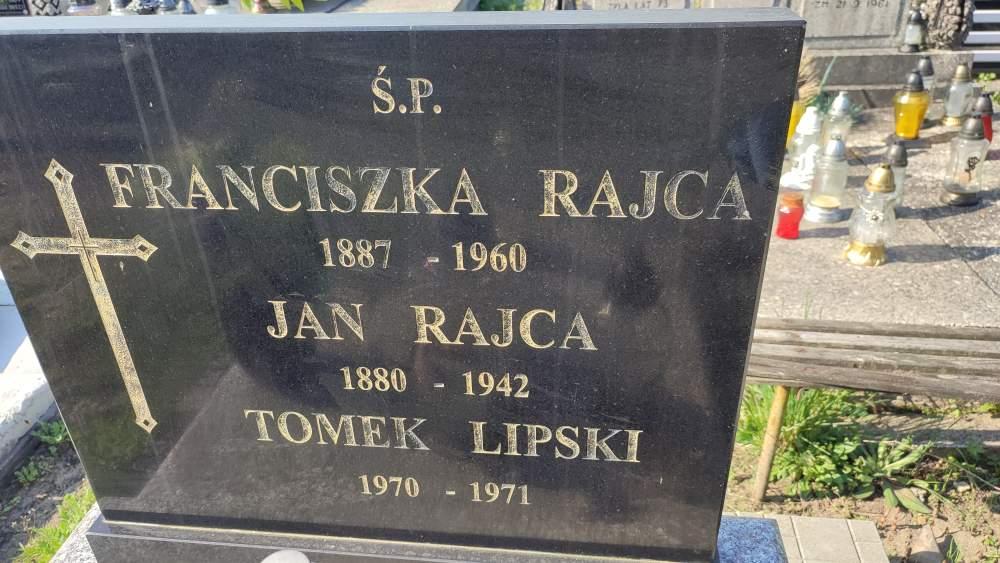 Ś.P.
FRANCISZKA RAJCA
1887 - 1960
JAN RAJCA
1880 - 1942
TOMEK LIPSKI
1970 - 1971